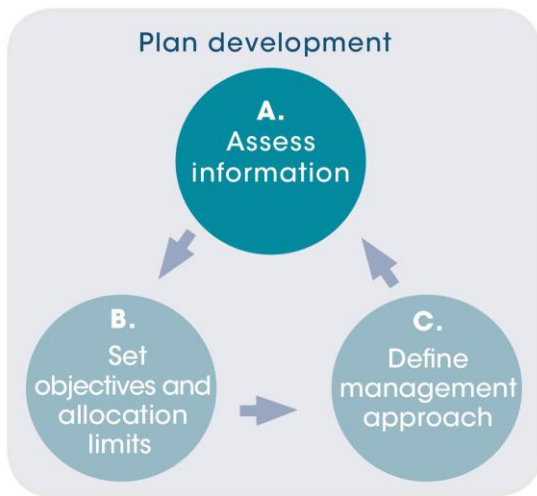 Plan development
A.
Assess
information
B.
Set
objectives and
allocation
limits
C.
Define
management
approach